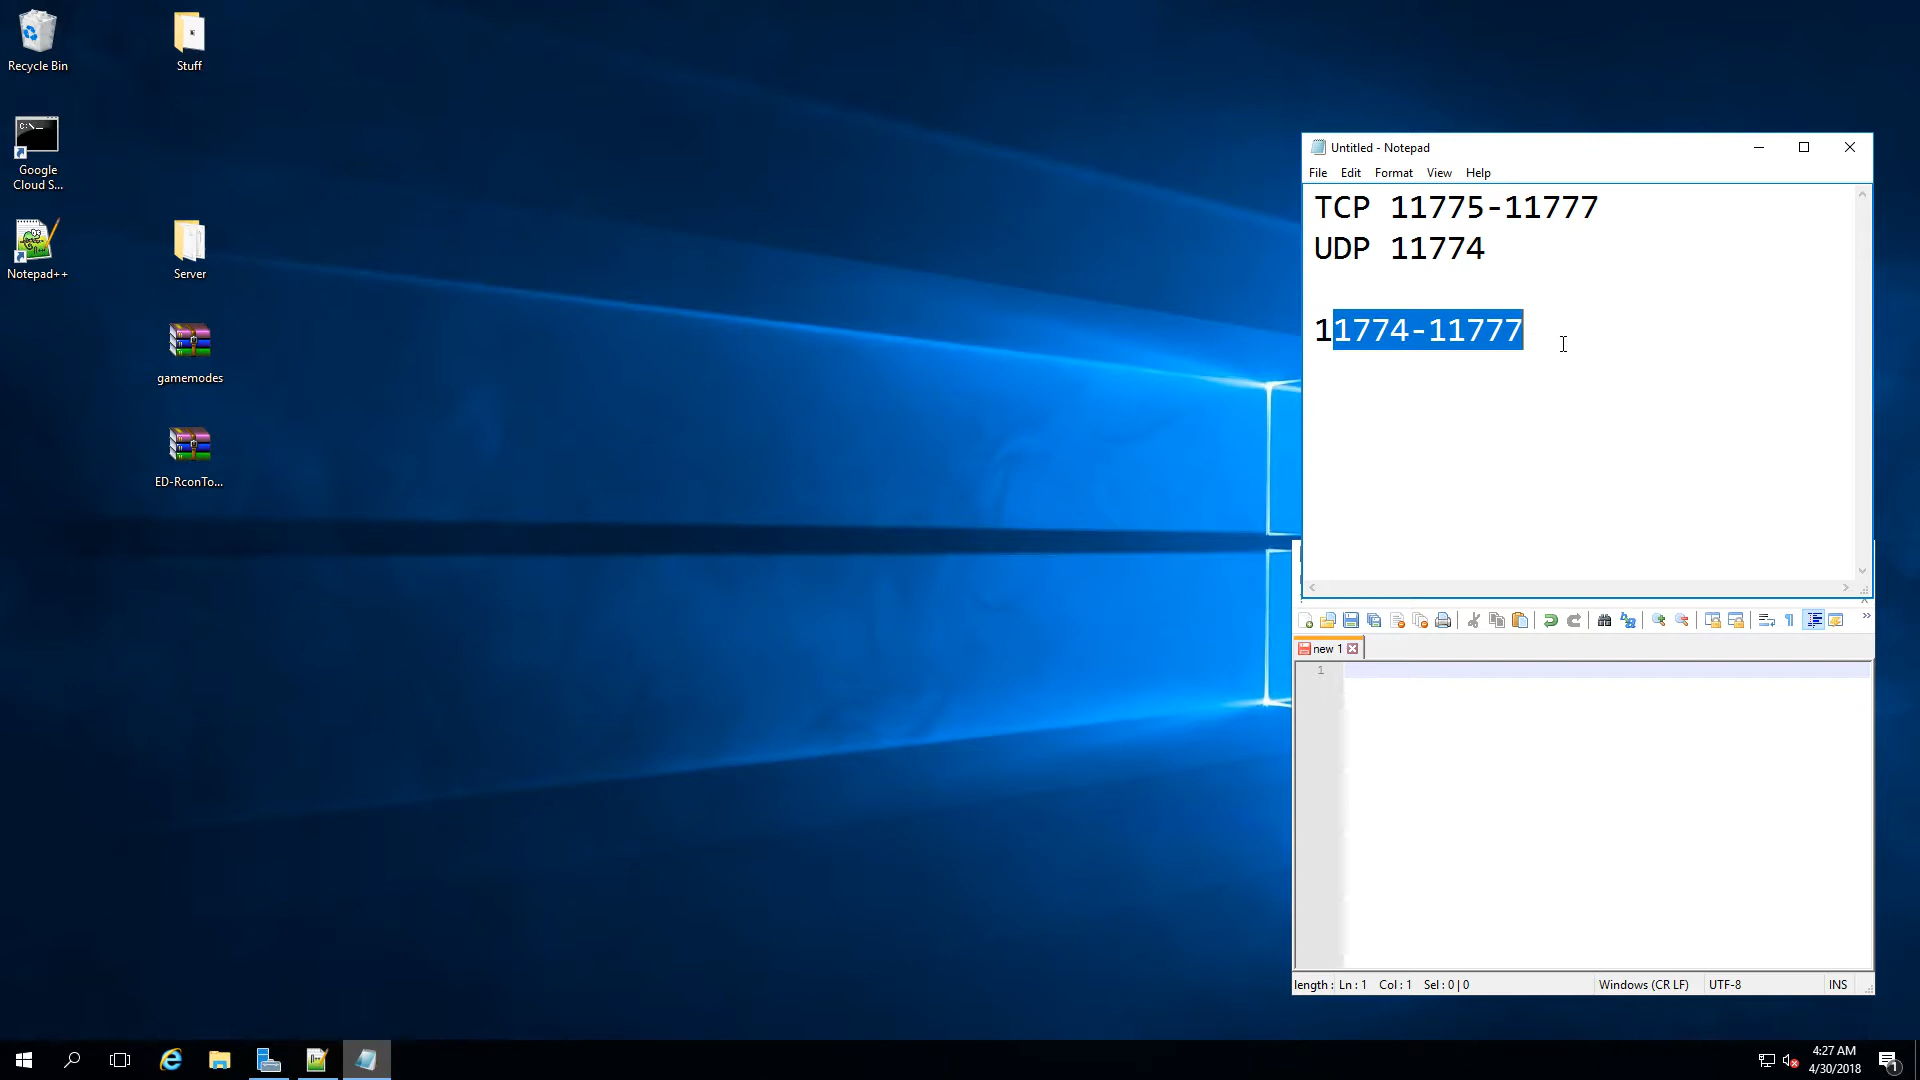 Recycle Bin
Stuff
Google
Cloud S...
Notepad++
Server
gamemodes
ED-RconTo...
Untitled - Notepad
File Edit Format View Help
TCP 11775-11777
UDP 11774
11774-11777
new 1
1
length : Ln : 1 Col : 1 Sel : 0 | 0 Windows (CR LF) UTF-8 INS
4:27 AM
4/30/2018
1